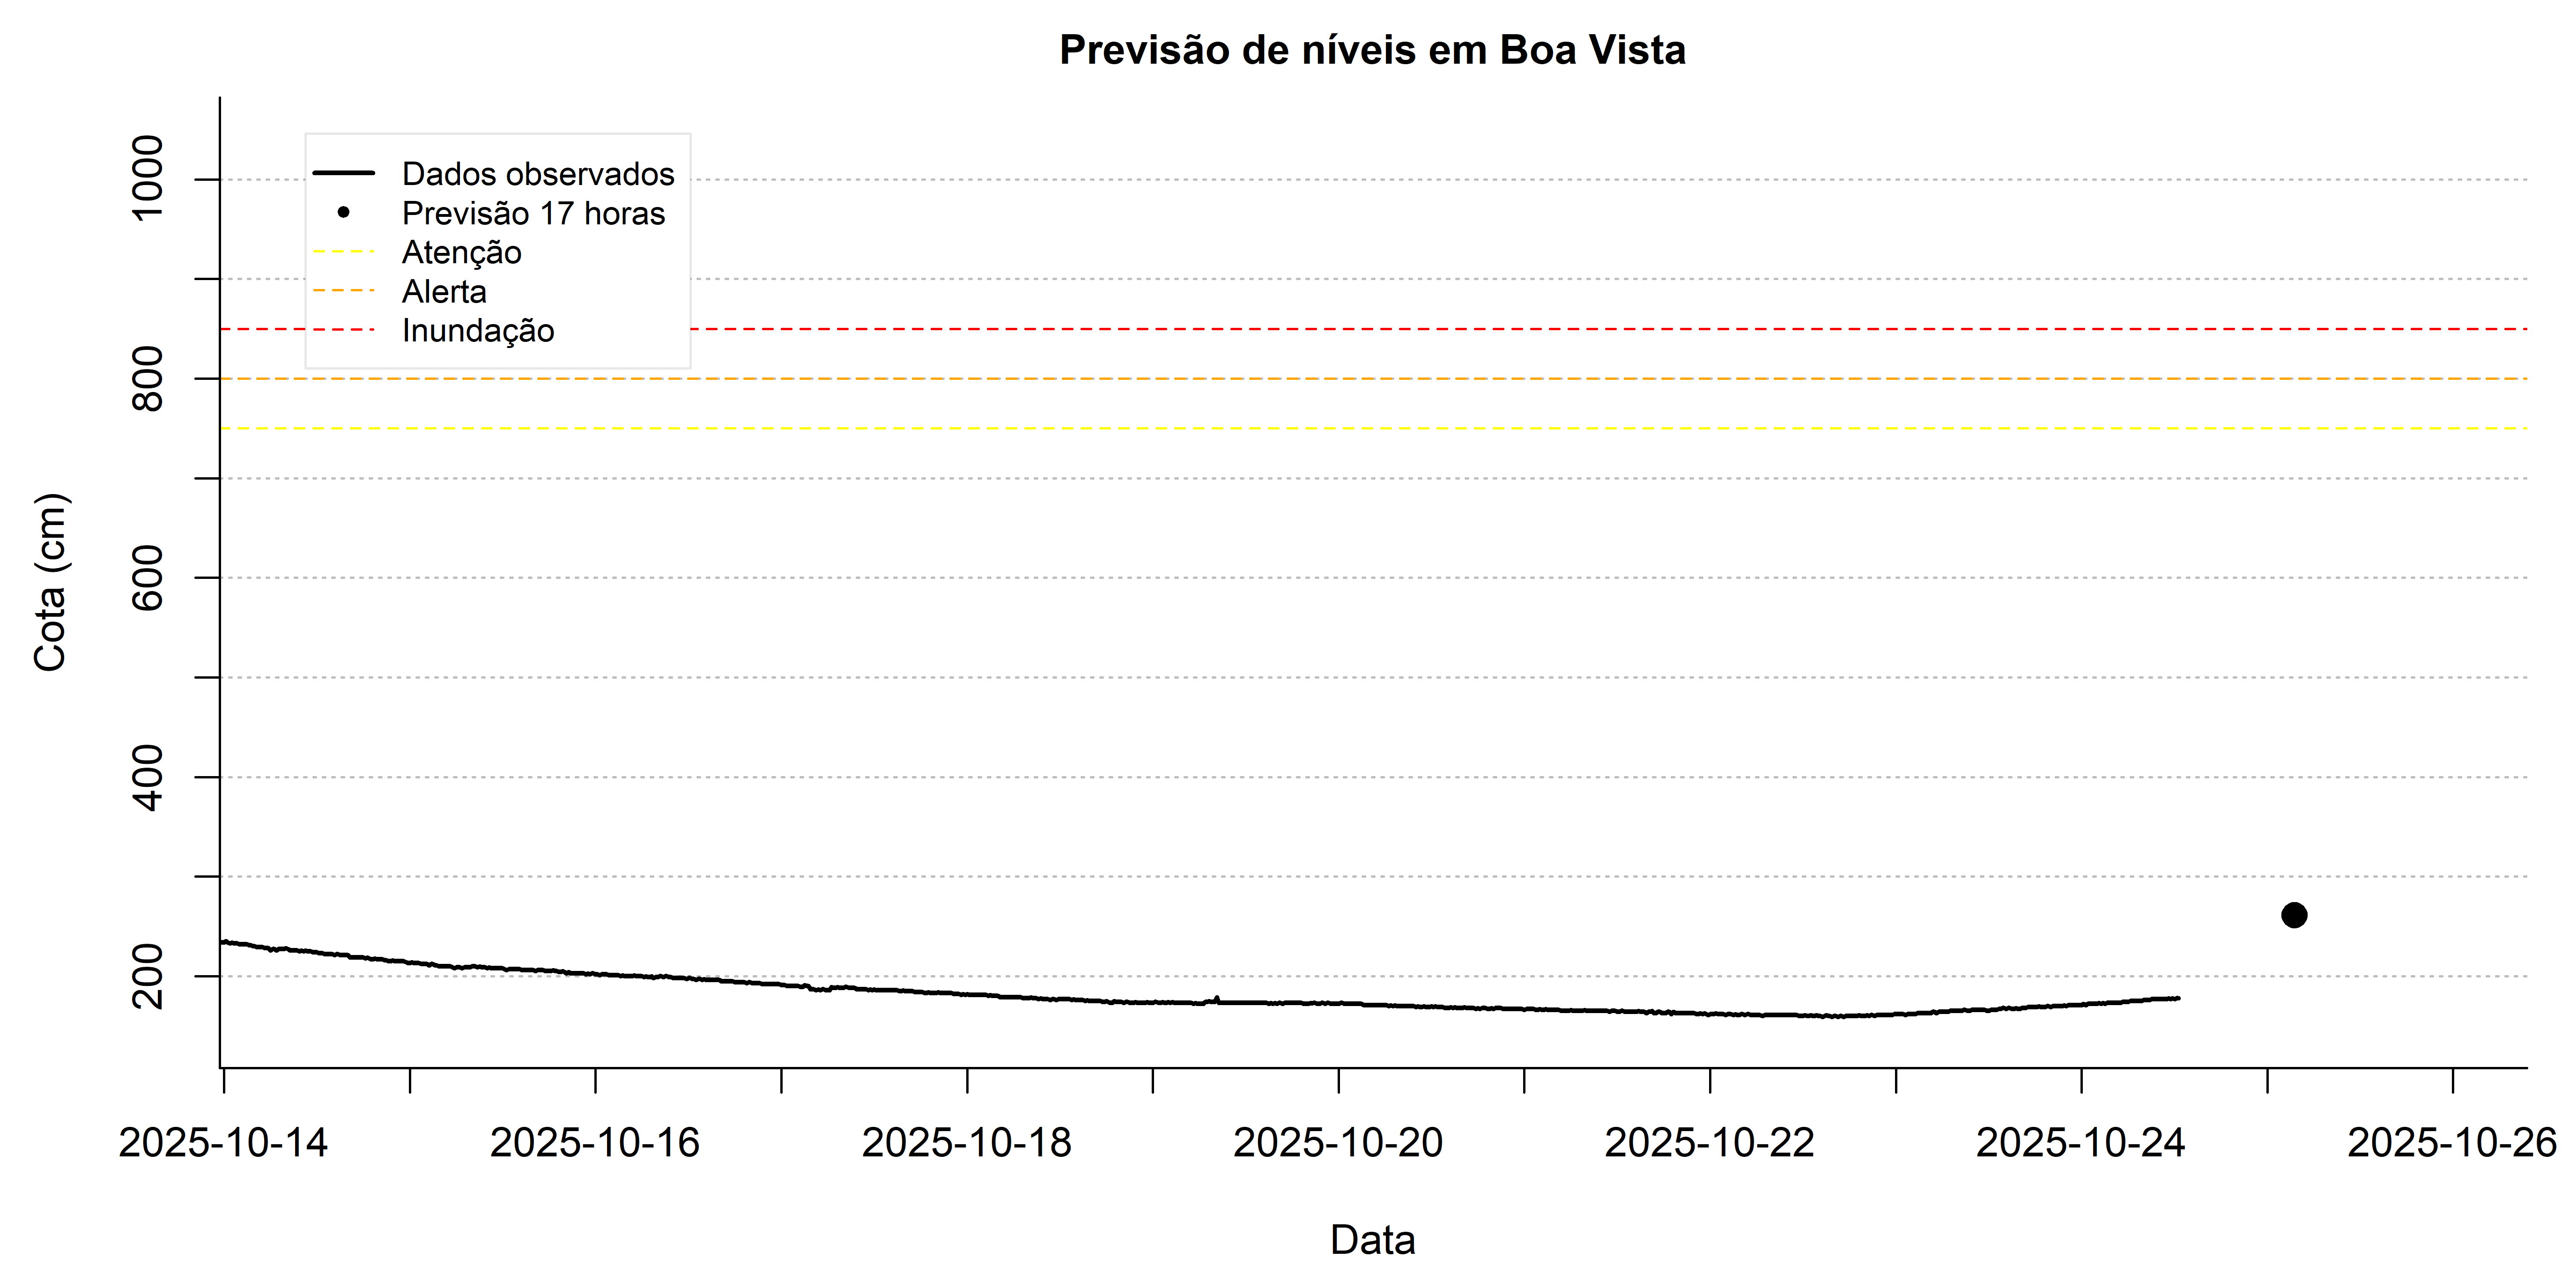 Previsão de níveis em Boa Vista
Dados observados
Previsão 17 horas
Atenção
Alerta
Inundação
Cota (cm)
1000
800
600
400
200
2025-10-14
2025-10-16
2025-10-18
2025-10-20
2025-10-22
2025-10-24
2025-10-26
Data